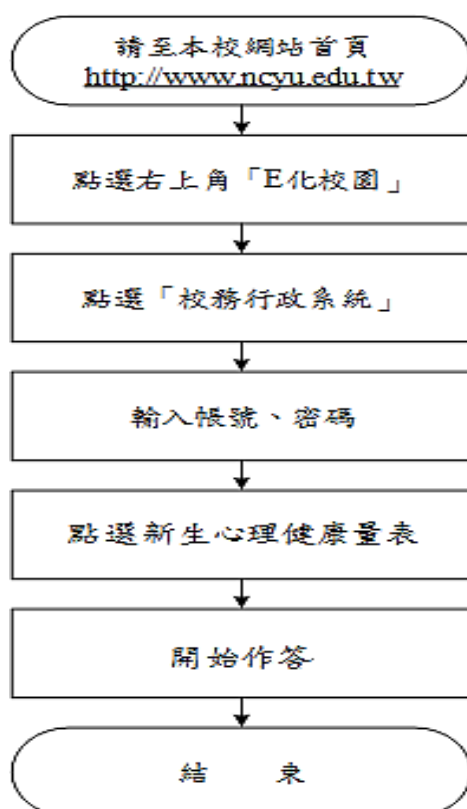 請至本校網站首頁
http://www.ncyu.edu.tw
點選右上角「E化校園」
點選「校務行政系統」
輸入帳號、密碼
點選新生心理健康量表
開始作答
結　　束